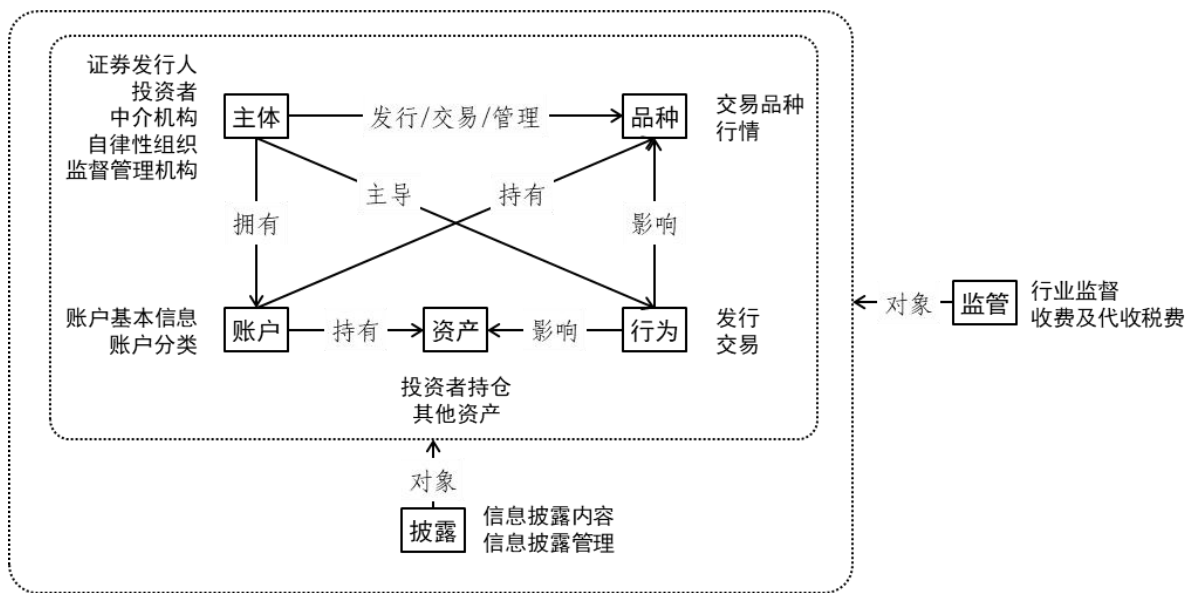 证券发行人
投资者
中介机构
自律性组织
监督管理机构
主体
发行/交易/管理
品种
交易品种
行情
拥有
主导
持有
影响
账户基本信息
账户分类
账户
持有
资产
影响
行为
发行
交易
投资者持仓
其他资产
对象
监管
行业监督
收费及代收税费
对象
披露
信息披露内容
信息披露管理